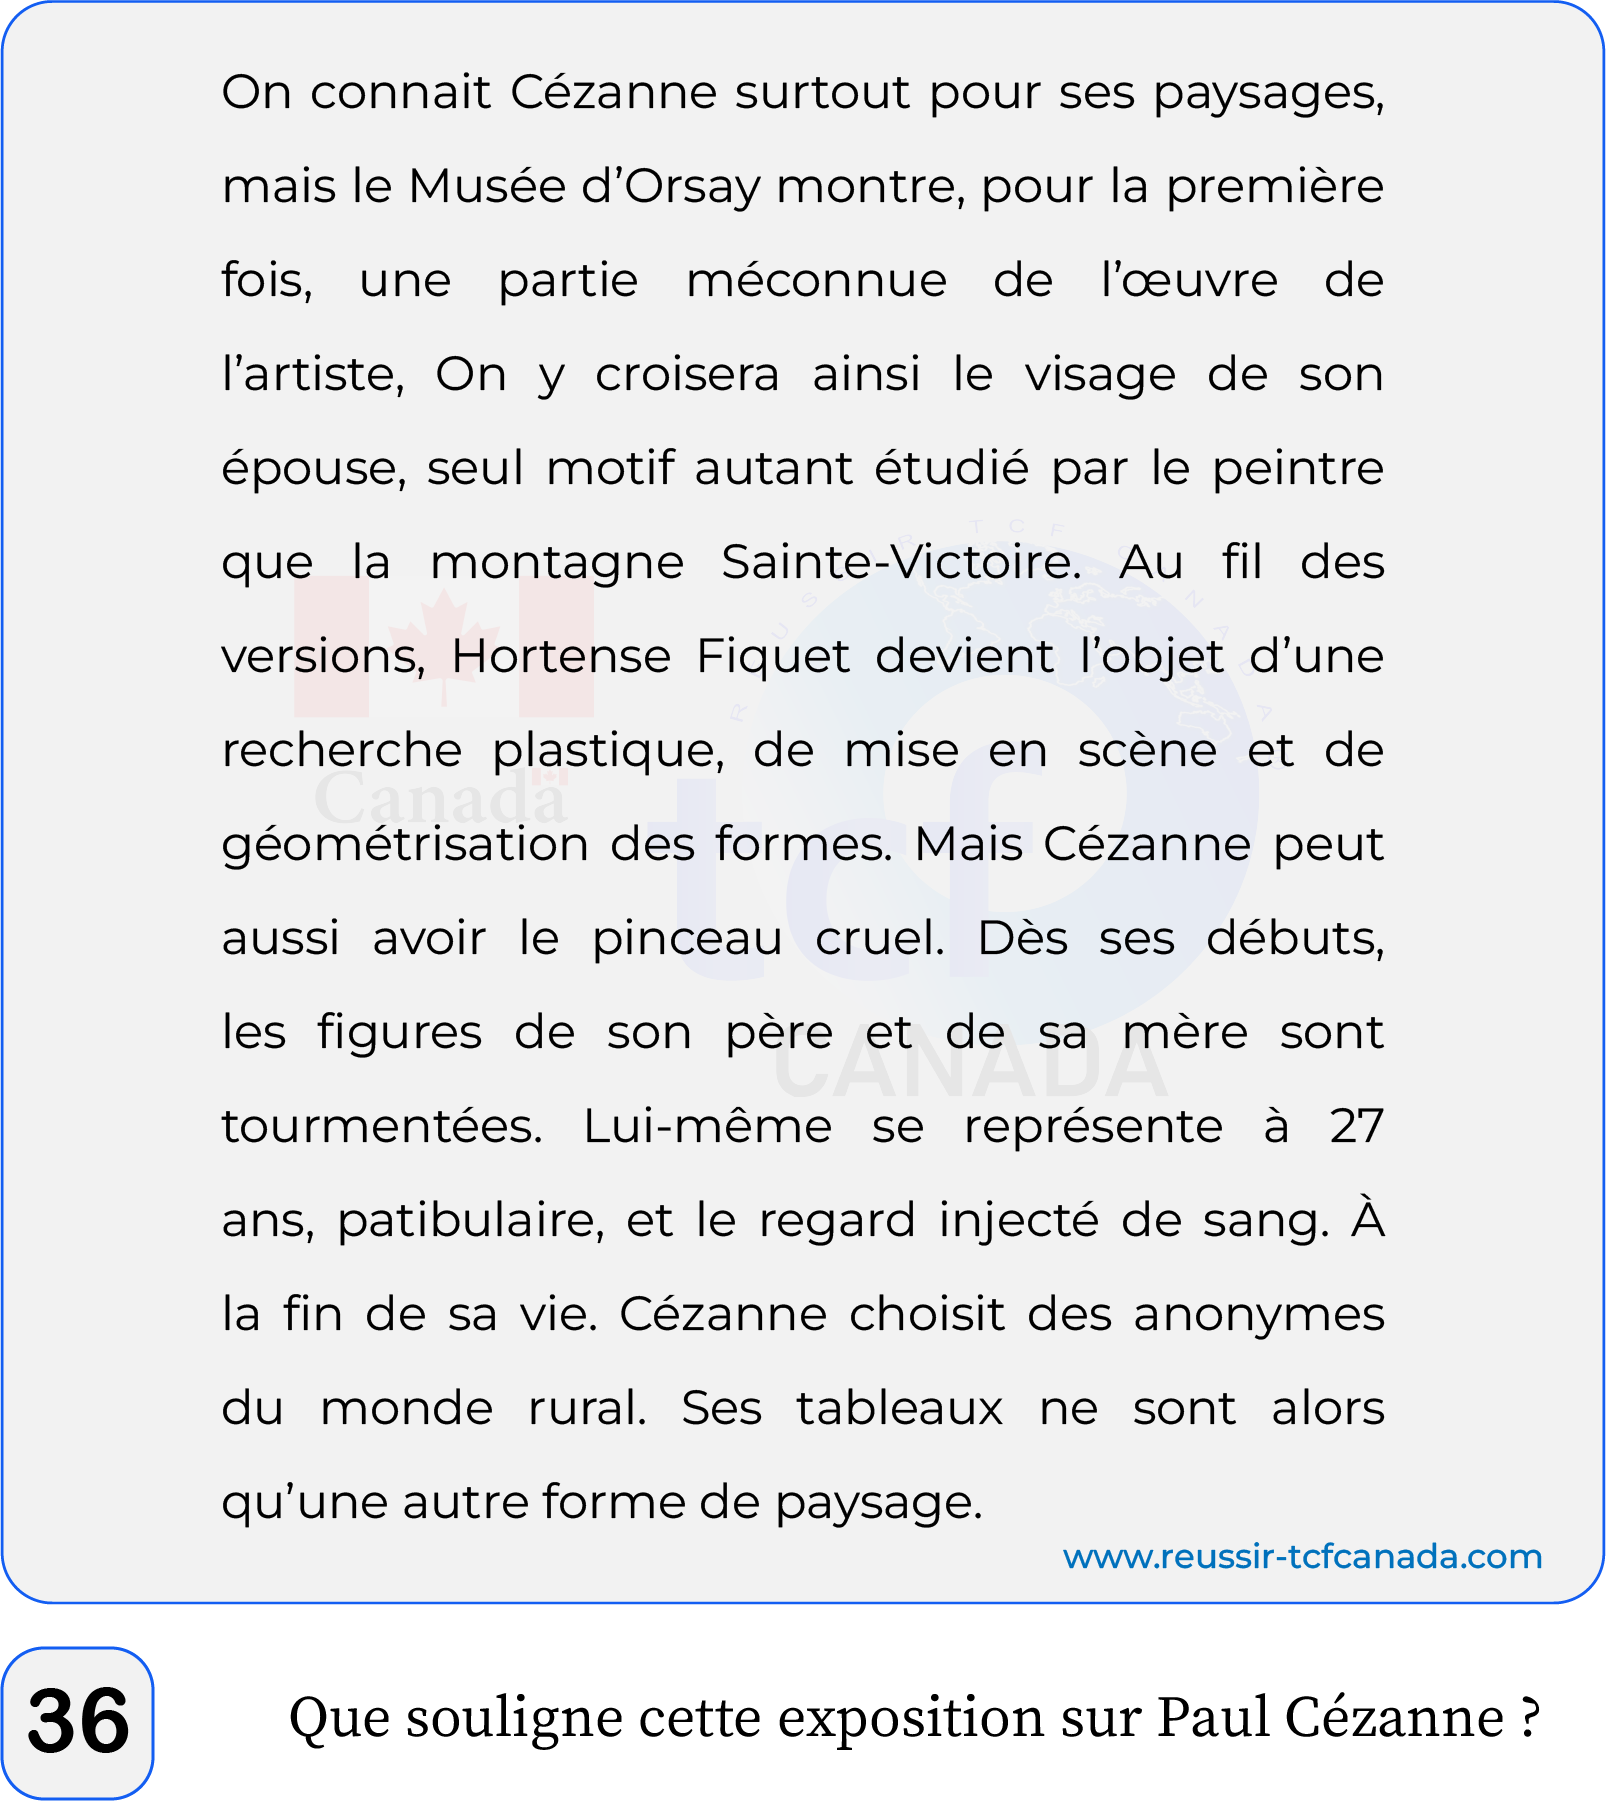 On connait Cézanne surtout pour ses paysages,
mais le Musée d’Orsay montre, pour la première
fois, une partie méconnue de l’œuvre de
l’artiste, On y croisera ainsi le visage de son
épouse, seul motif autant étudié par le peintre
que la montagne Sainte-Victoire. Au fil des
versions, Hortense Fiquet devient l’objet d’une
recherche plastique, de mise en scène et de
géométrisation des formes. Mais Cézanne peut
aussi avoir le pinceau cruel. Dès ses débuts,
les figures de son père et de sa mère sont
tourmentées. Lui-même se représente à 27
ans, patibulaire, et le regard injecté de sang. À
la fin de sa vie. Cézanne choisit des anonymes
du monde rural. Ses tableaux ne sont alors
qu’une autre forme de paysage.
www.reussir-tcfcanada.com
REUSSIR TCF CANADA
Canada
tcf
CANADA
36
Que souligne cette exposition sur Paul Cézanne ?